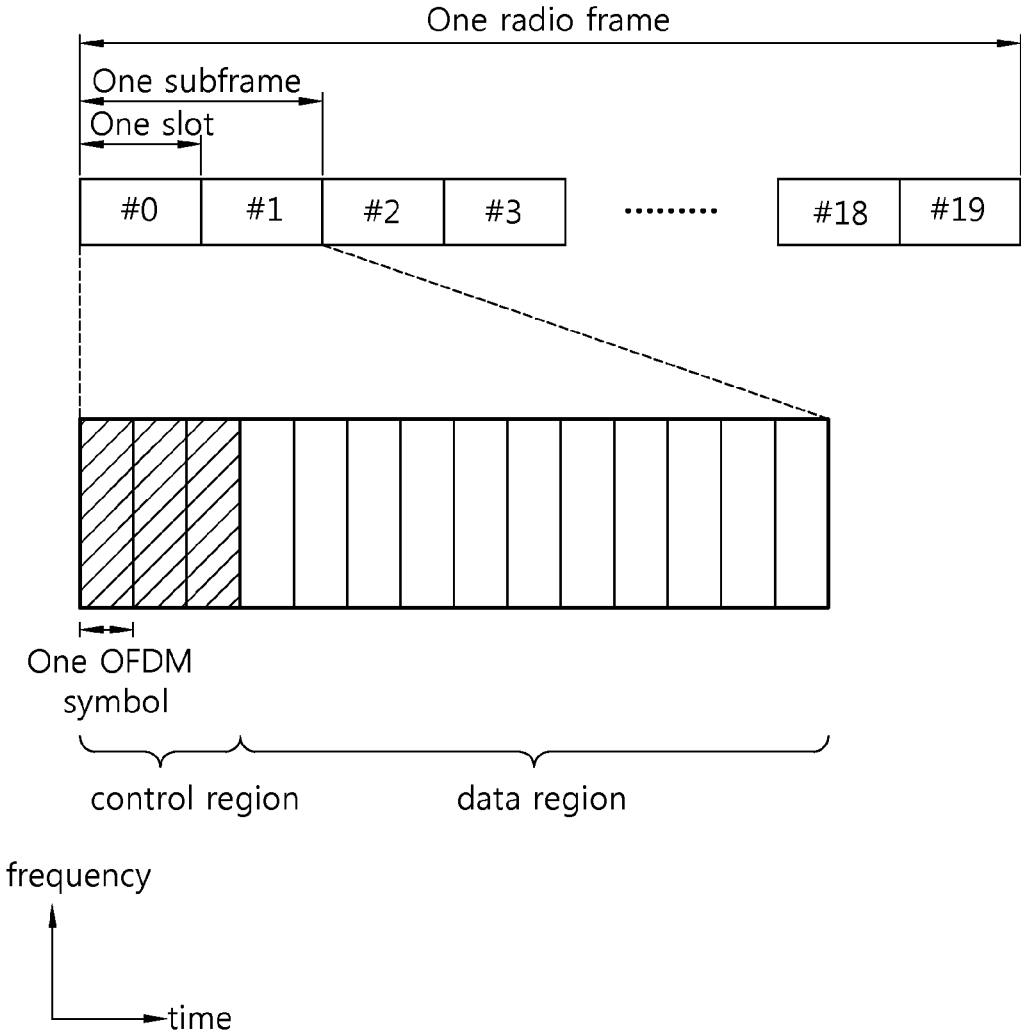 One radio frame
One subframe
One slot
#0 #1 #2 #3 ········· #18 #19
One OFDM
symbol
control region data region
frequency
time